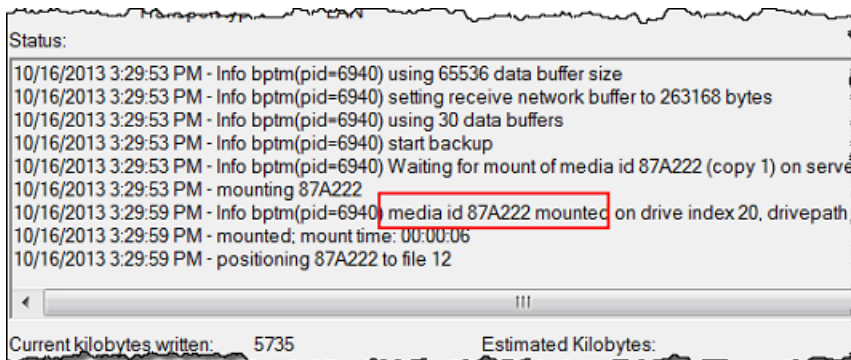 Status:
10/16/2013 3:29:53 PM - Info bptm(pid=6940) using 65536 data buffer size
10/16/2013 3:29:53 PM - Info bptm(pid=6940) setting receive network buffer to 263168 bytes
10/16/2013 3:29:53 PM - Info bptm(pid=6940) using 30 data buffers
10/16/2013 3:29:53 PM - Info bptm(pid=6940) start backup
10/16/2013 3:29:53 PM - Info bptm(pid=6940) Waiting for mount of media id 87A222 (copy 1) on serve
10/16/2013 3:29:53 PM - mounting 87A222
10/16/2013 3:29:59 PM - Info bptm(pid=6940) media id 87A222 mounted on drive index 20, drivepath
10/16/2013 3:29:59 PM - mounted; mount time: 00:00:06
10/16/2013 3:29:59 PM - positioning 87A222 to file 12
Current kilobytes written: 5735 Estimated Kilobytes: